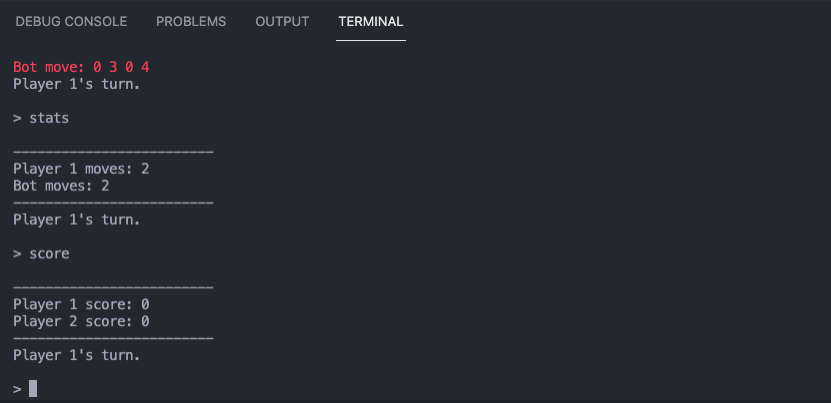 DEBUG CONSOLE PROBLEMS OUTPUT TERMINAL
Bot move: 0 3 0 4
Player 1's turn.
> stats
-------------------------
Player 1 moves: 2
Bot moves: 2
-------------------------
Player 1's turn.
> score
-------------------------
Player 1 score: 0
Player 2 score: 0
-------------------------
Player 1's turn.
>